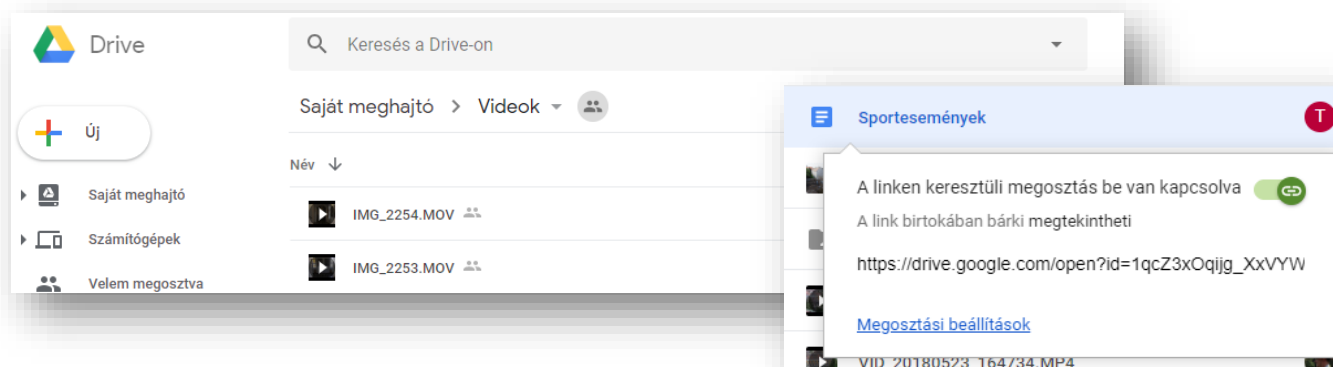 Drive
Keresés a Drive-on
Saját meghajtó > Videok
Új
Név
Saját meghajtó
IMG_2254.MOV
Számítógépek
IMG_2253.MOV
Velem megosztva
Sportesemények
T
A linken keresztüli megosztás be van kapcsolva
A link birtokában bárki megtekintheti
https://drive.google.com/open?id=1qcZ3xOqijg_XxVYW
Megosztási beállítások
VID_20180523_164734.MP4